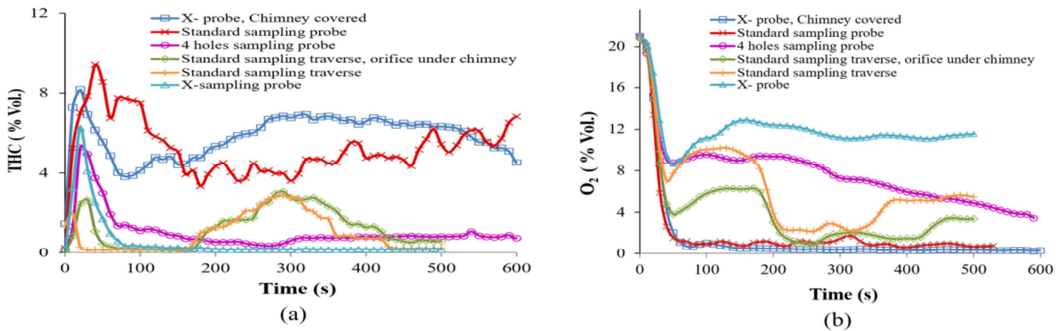 12
8
4
0
THC ( % Vol.)
X- probe, Chimney covered
Standard sampling probe
4 holes sampling probe
Standard sampling traverse, orifice under chimney
Standard sampling traverse
X-sampling probe
0 100 200 300 400 500 600
Time (s)
(a)
20
16
12
8
4
0
O2 ( % Vol.)
X- probe, Chimney covered
Standard sampling probe
4 holes sampling probe
Standard sampling traverse, orifice under chimney
Standard sampling traverse
X- probe
0 100 200 300 400 500 600
Time (s)
(b)